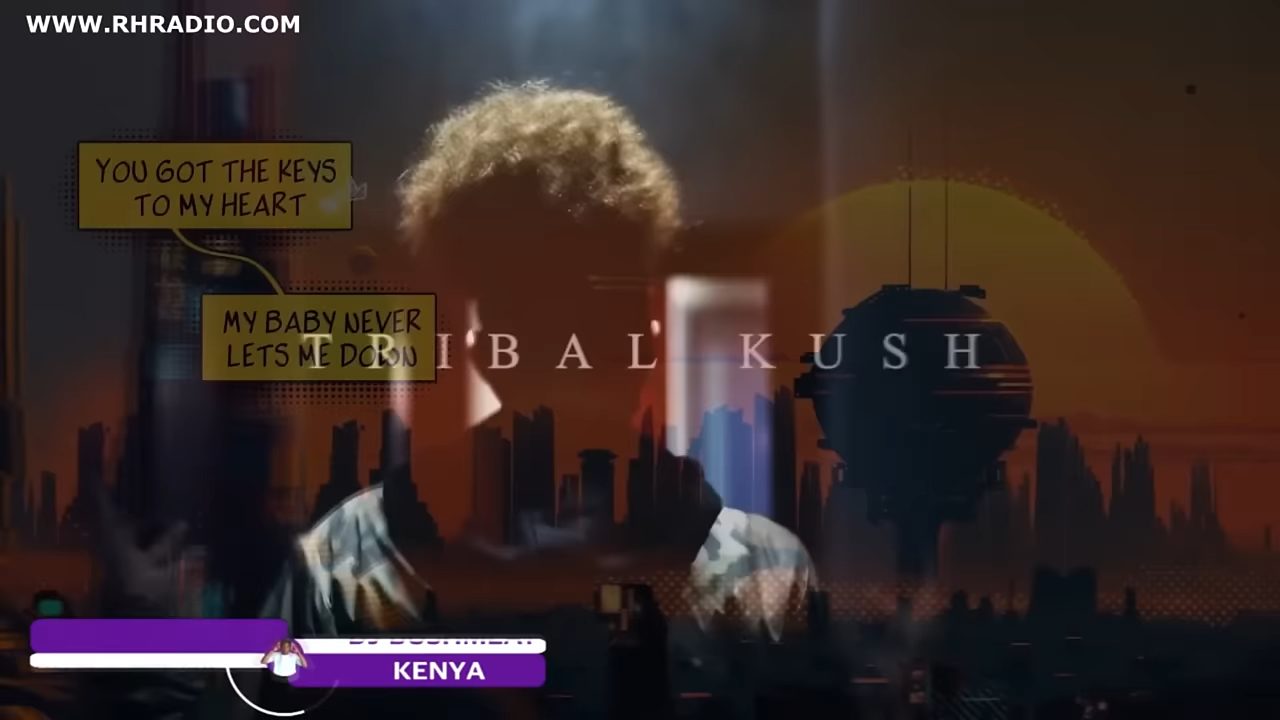 WWW.RHRADIO.COM
YOU GOT THE KEYS
TO MY HEART
MY BABY NEVER
LETS ME DOWN
TRIBAL KUSH
KENYA